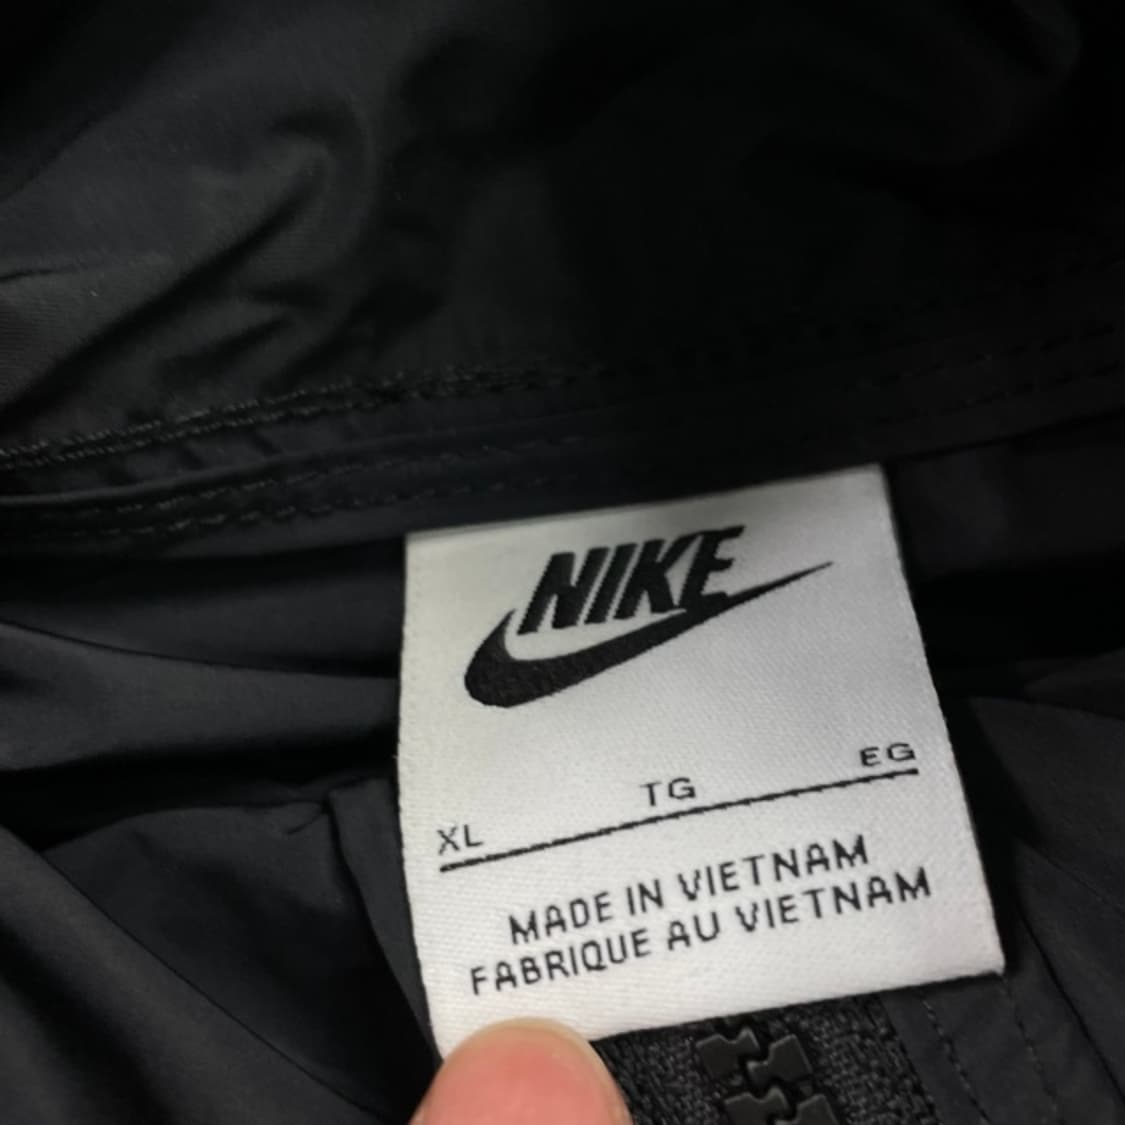 NIKE
XL TG EG
MADE IN VIETNAM
FABRIQUE AU VIETNAM